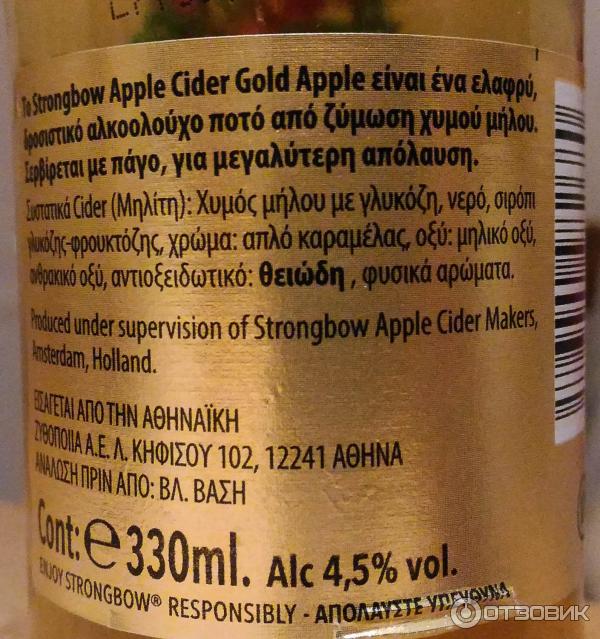 Το Strongbow Apple Cider Gold Apple είναι ένα ελαφρύ,
δροσιστικό αλκοολούχο ποτό από ζύμωση χυμού μήλου.
Σερβίρεται με πάγο, για μεγαλύτερη απόλαυση.
Συστατικά Cider (Μηλίτη): Χυμός μήλου με γλυκόζη, νερό, σιρόπι
γλυκόζης-φρουκτόζης, χρώμα: απλό καραμέλας, οξύ: μηλικό οξύ,
ανθρακικό οξύ, αντιοξειδωτικό: θειώδη , φυσικά αρώματα.
Produced under supervision of Strongbow Apple Cider Makers,
Amsterdam, Holland.
ΕΙΣΑΓΕΤΑΙ ΑΠΟ ΤΗΝ ΑΘΗΝΑΪΚΗ
ΖΥΘΟΠΟΙΙΑ Α.Ε. Λ. ΚΗΦΙΣΟΥ 102, 12241 ΑΘΗΝΑ
ΑΝΑΛΩΣΗ ΠΡΙΝ ΑΠΟ: ΒΛ. ΒΑΣΗ
Cont: e 330ml. Alc 4,5% vol.
ENJOY STRONGBOW® RESPONSIBLY - ΑΠΟΛΑΥΣΤΕ ΥΠΕΥΘΥΝΑ
ОТЗОВИК